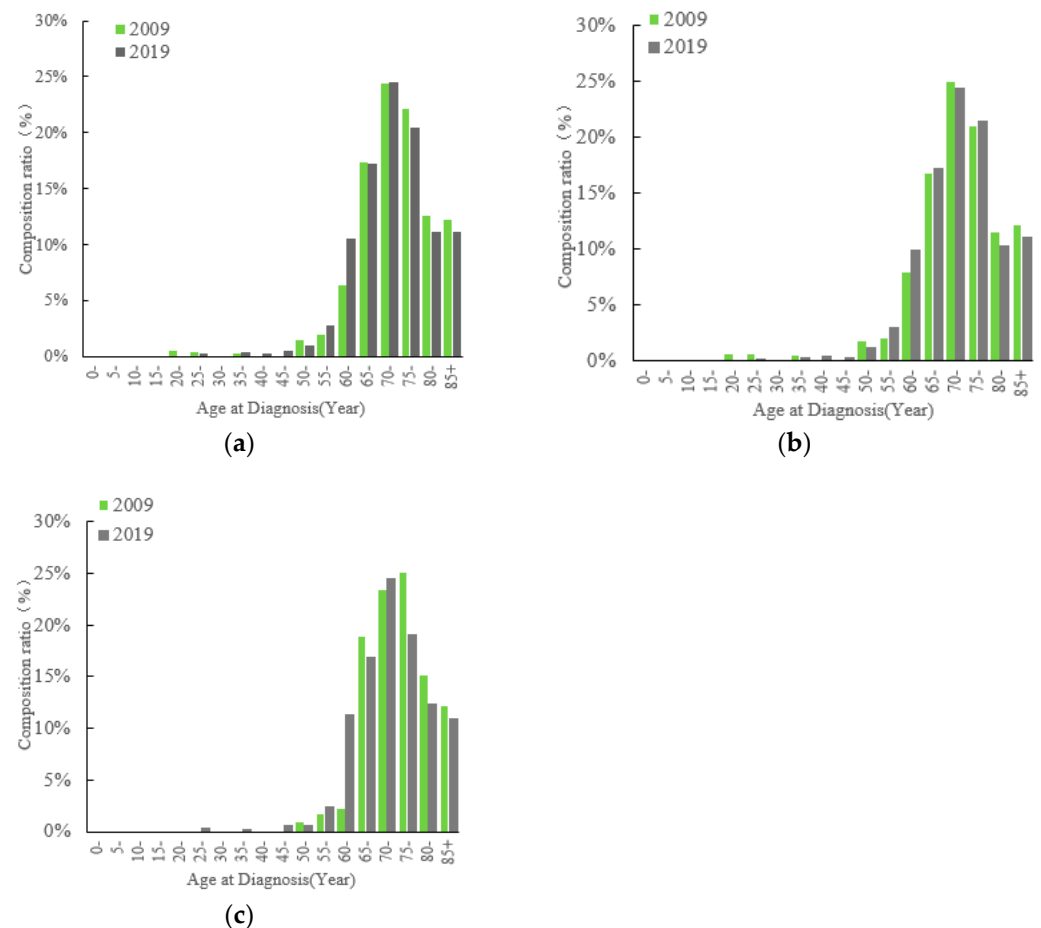 2009
2019
30%
25%
20%
15%
10%
5%
0%
Composition ratio（%）
0- 5- 10- 15- 20- 25- 30- 35- 40- 45- 50- 55- 60- 65- 70- 75- 80- 85+
Age at Diagnosis(Year)
(a)
2009
2019
30%
25%
20%
15%
10%
5%
0%
Composition ratio（%）
0- 5- 10- 15- 20- 25- 30- 35- 40- 45- 50- 55- 60- 65- 70- 75- 80- 85+
Age at Diagnosis(Year)
(b)
2009
2019
30%
25%
20%
15%
10%
5%
0%
Composition ratio（%）
0- 5- 10- 15- 20- 25- 30- 35- 40- 45- 50- 55- 60- 65- 70- 75- 80- 85+
Age at Diagnosis(Year)
(c)